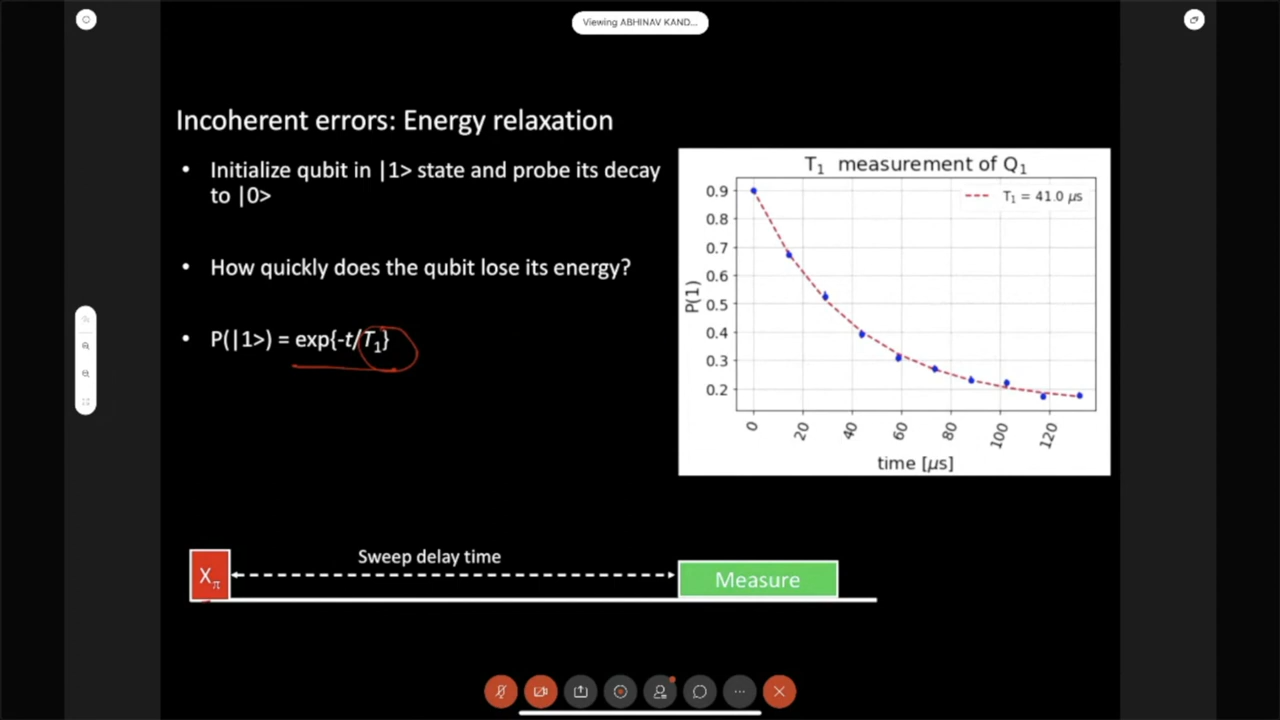 Viewing ABHINAV KAND...
Incoherent errors: Energy relaxation
• Initialize qubit in |1> state and probe its decay
to |0>
• How quickly does the qubit lose its energy?
• P(|1>) = exp{-t/T₁}
T₁ measurement of Q₁
T₁ = 41.0 μs
P(1)
0.9
0.8
0.7
0.6
0.5
0.4
0.3
0.2
0 20 40 60 80 100 120
time [μs]
Sweep delay time
Xπ
Measure